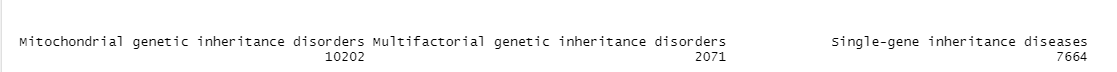 Mitochondrial genetic inheritance disorders Multifactorial genetic inheritance disorders Single-gene inheritance diseases
10202 2071 7664